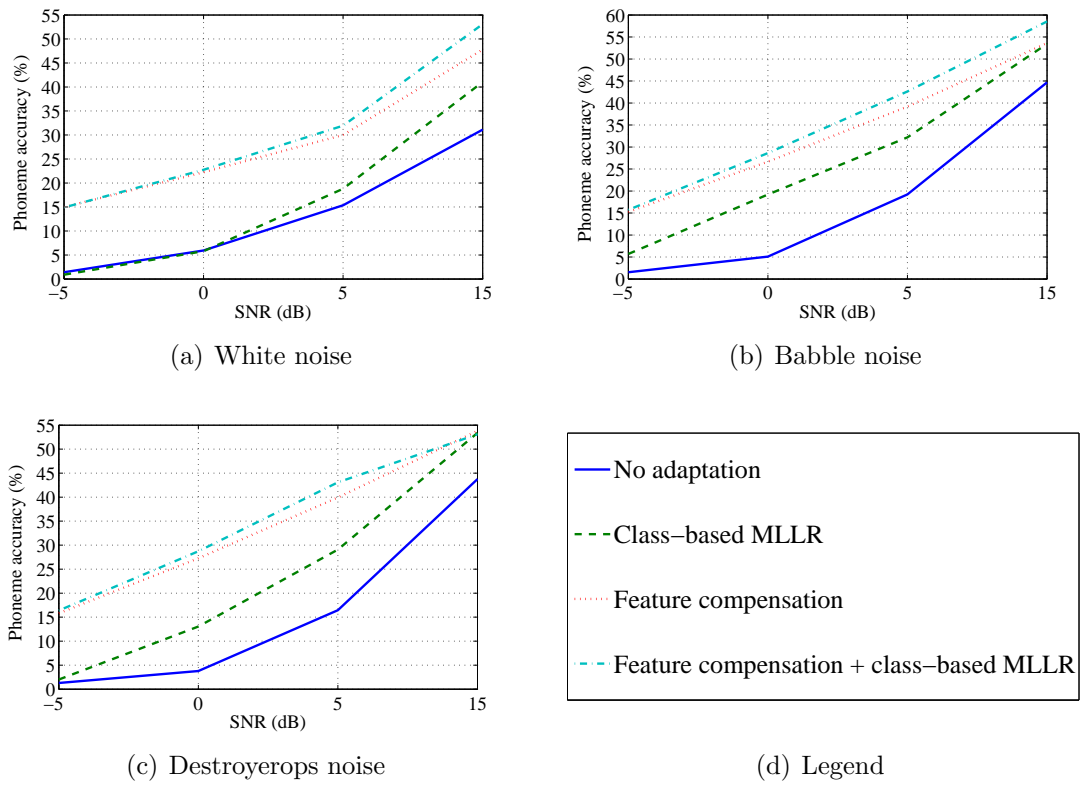 55
50
45
40
35
30
25
20
15
10
5
0
Phoneme accuracy (%)
−5 0 5 15
SNR (dB)
(a) White noise
60
55
50
45
40
35
30
25
20
15
10
5
0
Phoneme accuracy (%)
−5 0 5 15
SNR (dB)
(b) Babble noise
55
50
45
40
35
30
25
20
15
10
5
0
Phoneme accuracy (%)
−5 0 5 15
SNR (dB)
(c) Destroyerops noise
No adaptation
Class−based MLLR
Feature compensation
Feature compensation + class−based MLLR
(d) Legend